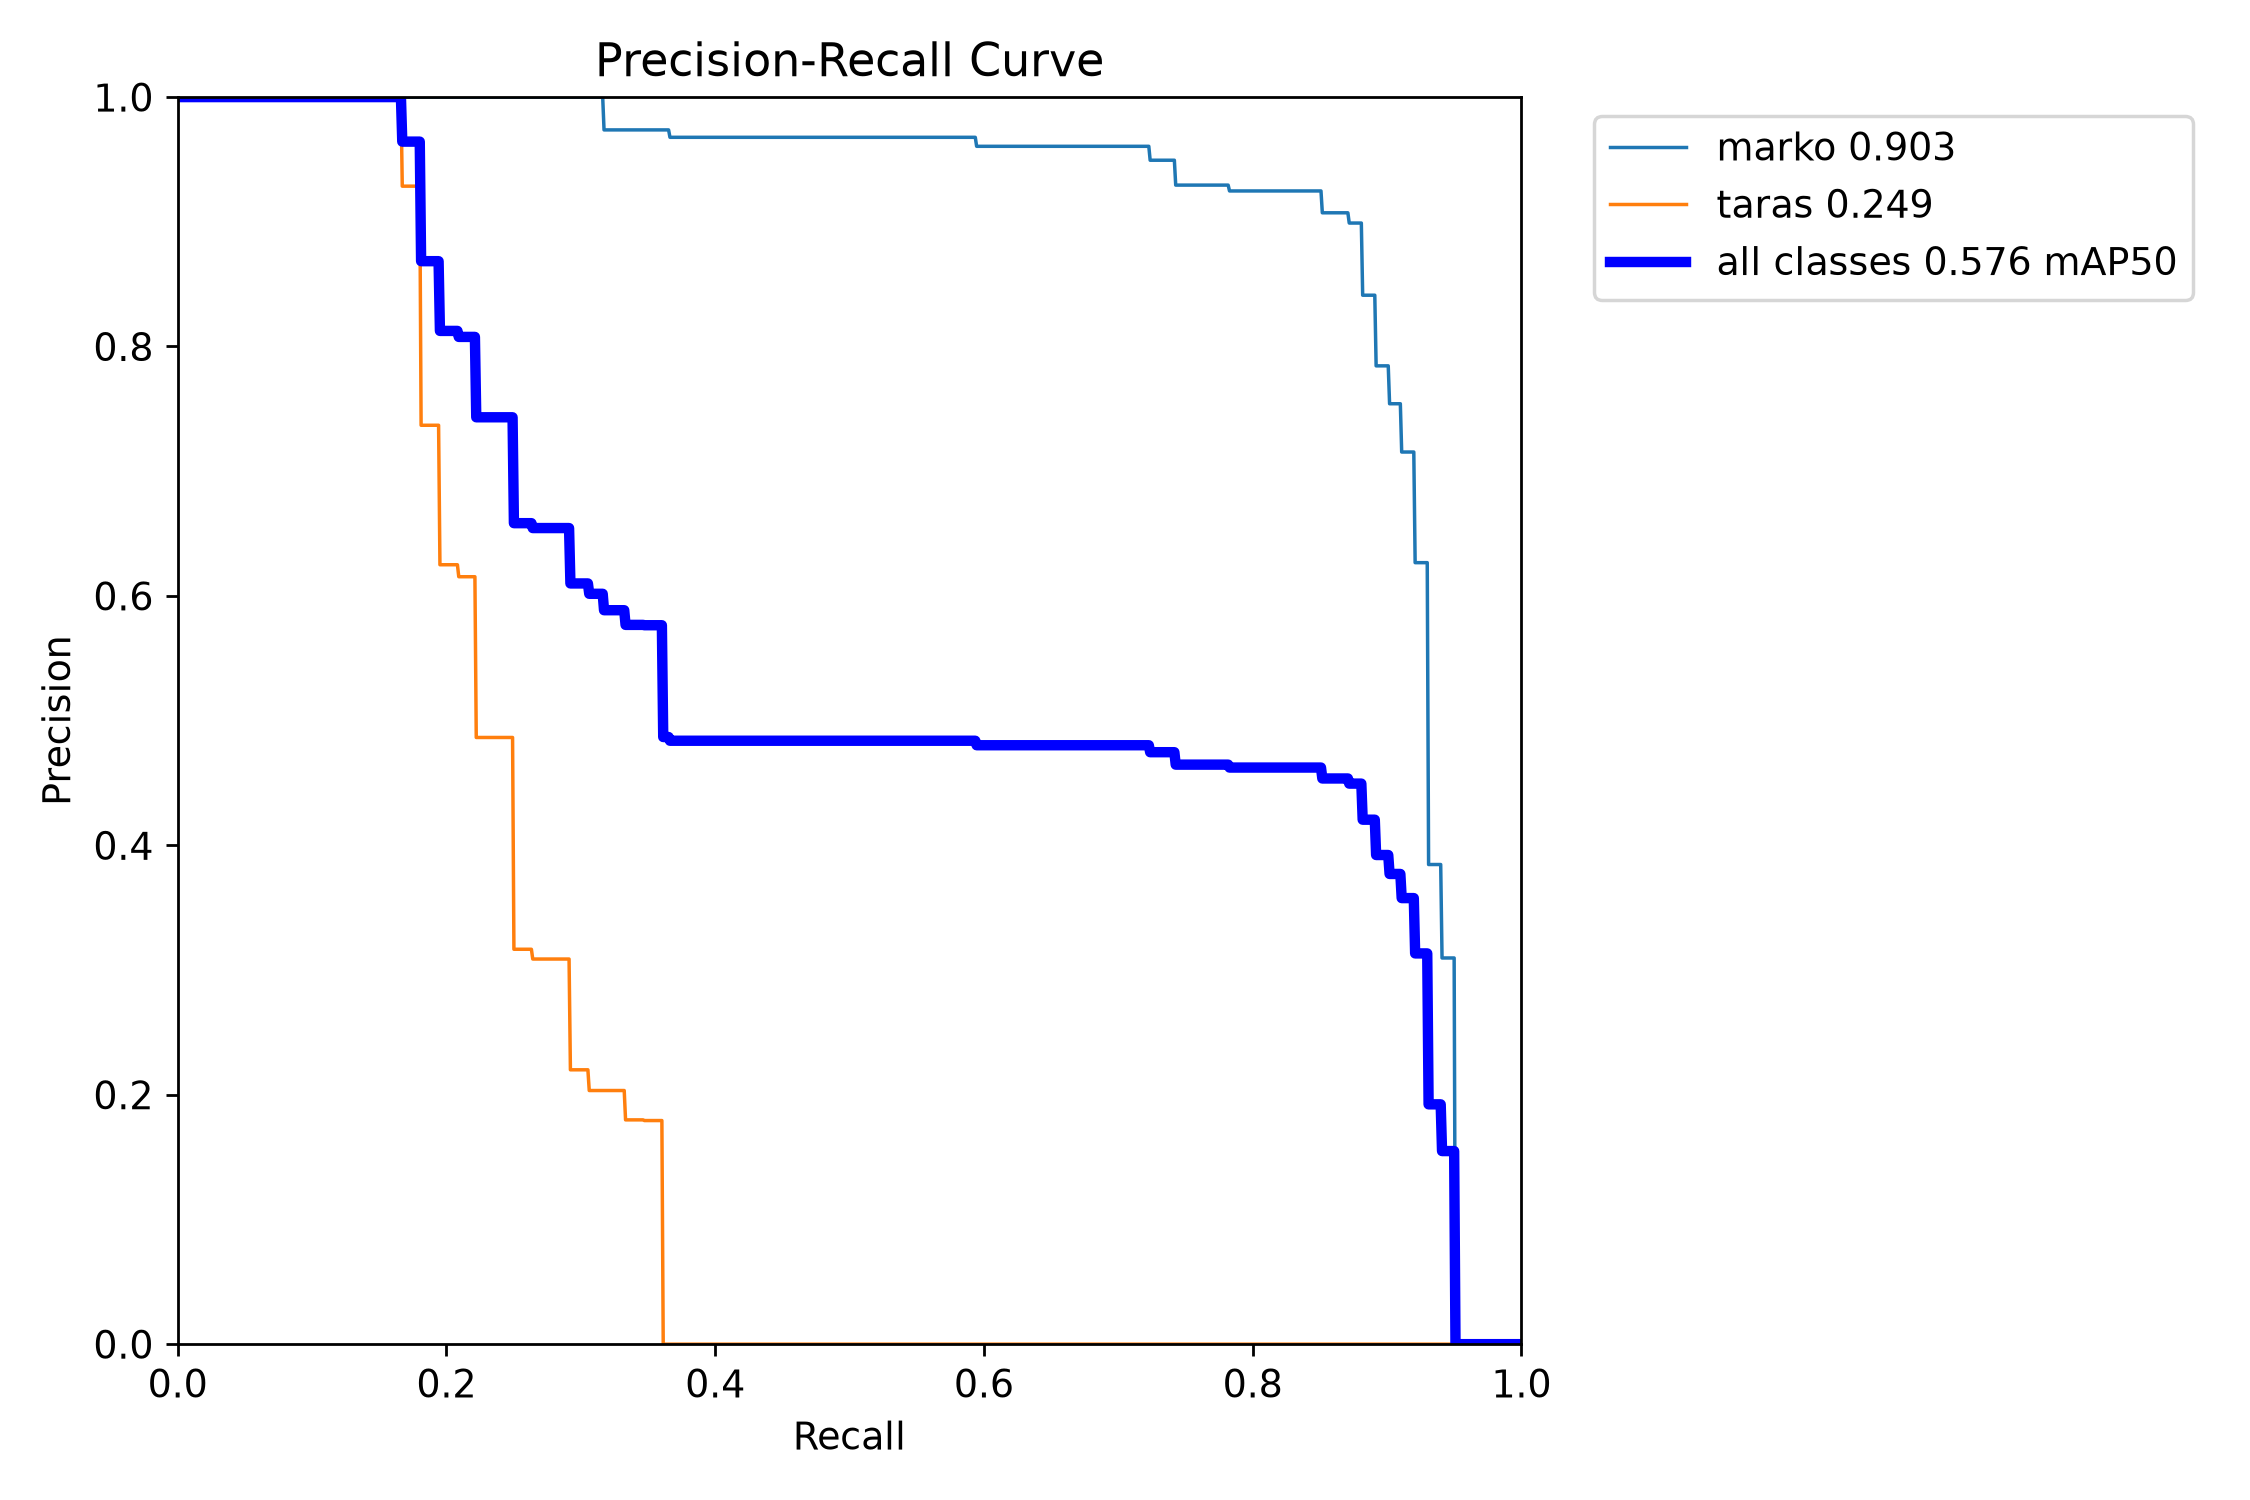 Precision-Recall Curve
1.0
0.8
0.6
0.4
0.2
0.0
Precision
0.0 0.2 0.4 0.6 0.8 1.0
Recall
marko 0.903
taras 0.249
all classes 0.576 mAP50